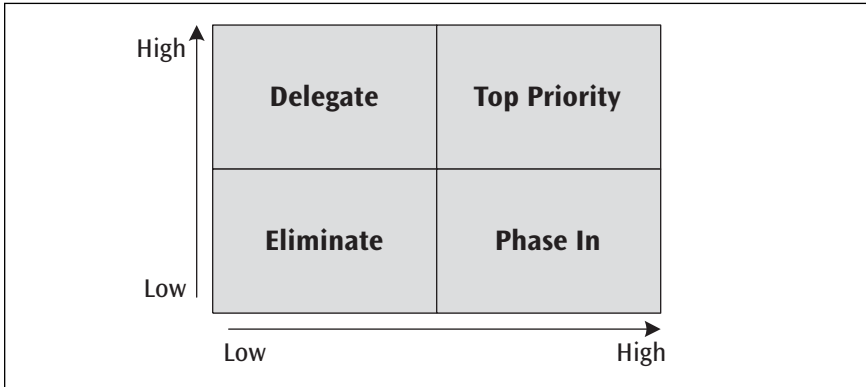 High
Delegate
Top Priority
Eliminate
Phase In
Low
Low
High